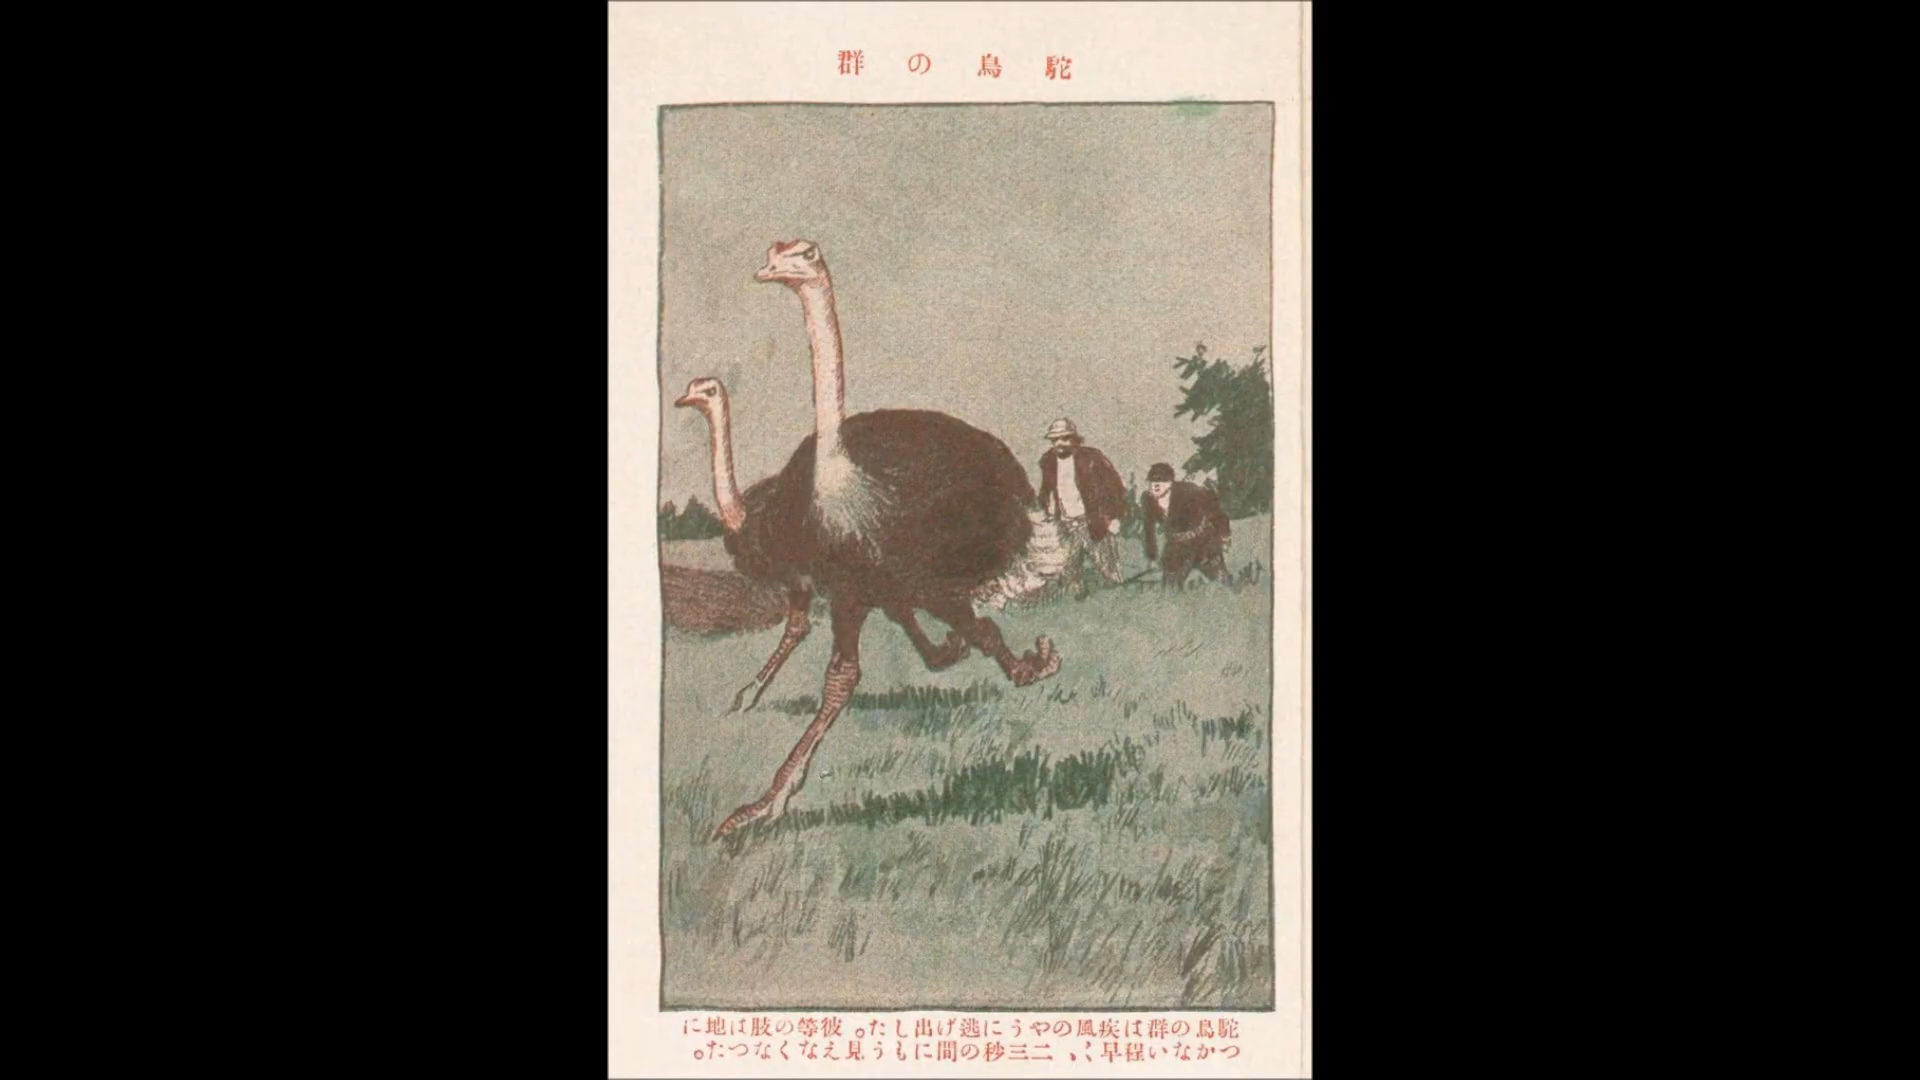 駝鳥の群
駝鳥の群は疾風のやうに逃げ出した。彼等の肢は地に
つかない程早く、二三秒の間にもう見えなくなつた。